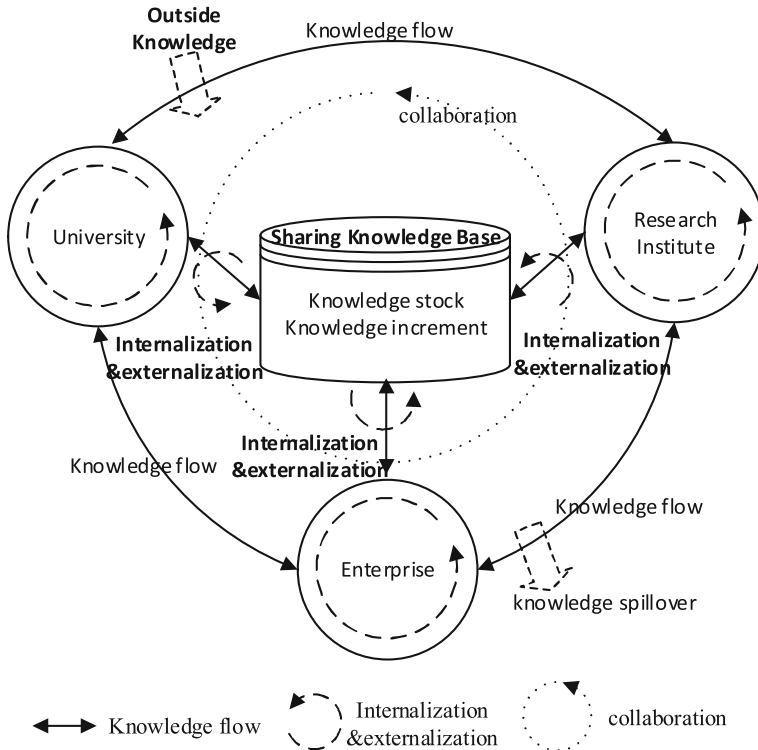 Outside
Knowledge
Knowledge flow
collaboration
University
Research
Institute
Sharing Knowledge Base
Knowledge stock
Knowledge increment
Internalization
&externalization
Internalization
&externalization
Internalization
&externalization
Knowledge flow
Knowledge flow
Enterprise
knowledge spillover
Knowledge flow
Internalization
&externalization
collaboration